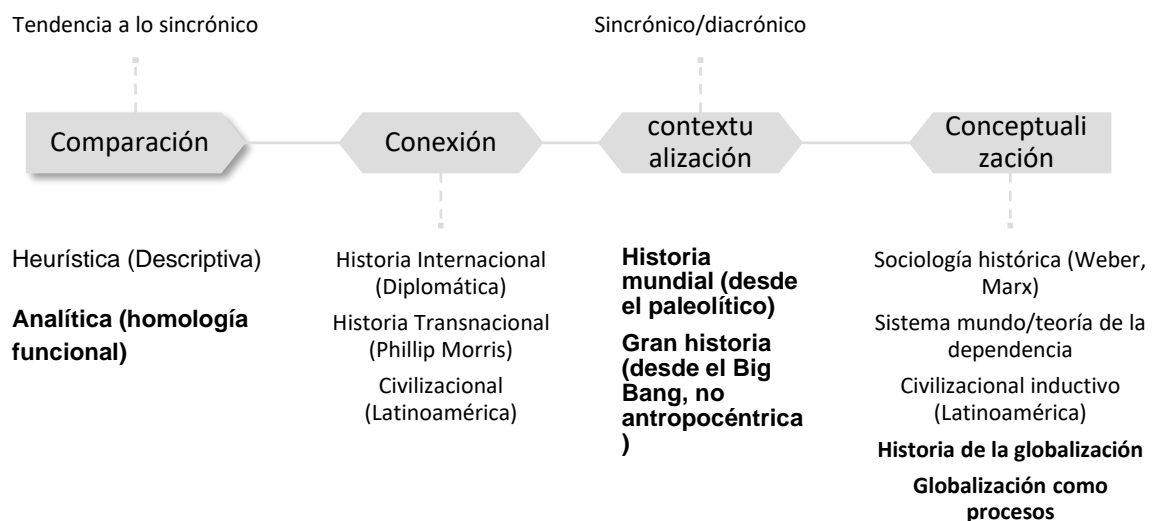 Tendencia a lo sincrónico
Sincrónico/diacrónico
Comparación
Conexión
contextu
alización
Conceptuali
zación
Heurística (Descriptiva)
Analítica (homología
funcional)
Historia Internacional
(Diplomática)
Historia Transnacional
(Phillip Morris)
Civilizacional
(Latinoamérica)
Historia
mundial (desde
el paleolítico)
Gran historia
(desde el Big
Bang, no
antropocéntrica
)
Sociología histórica (Weber,
Marx)
Sistema mundo/teoría de la
dependencia
Civilizacional inductivo
(Latinoamérica)
Historia de la globalización
Globalización como
procesos